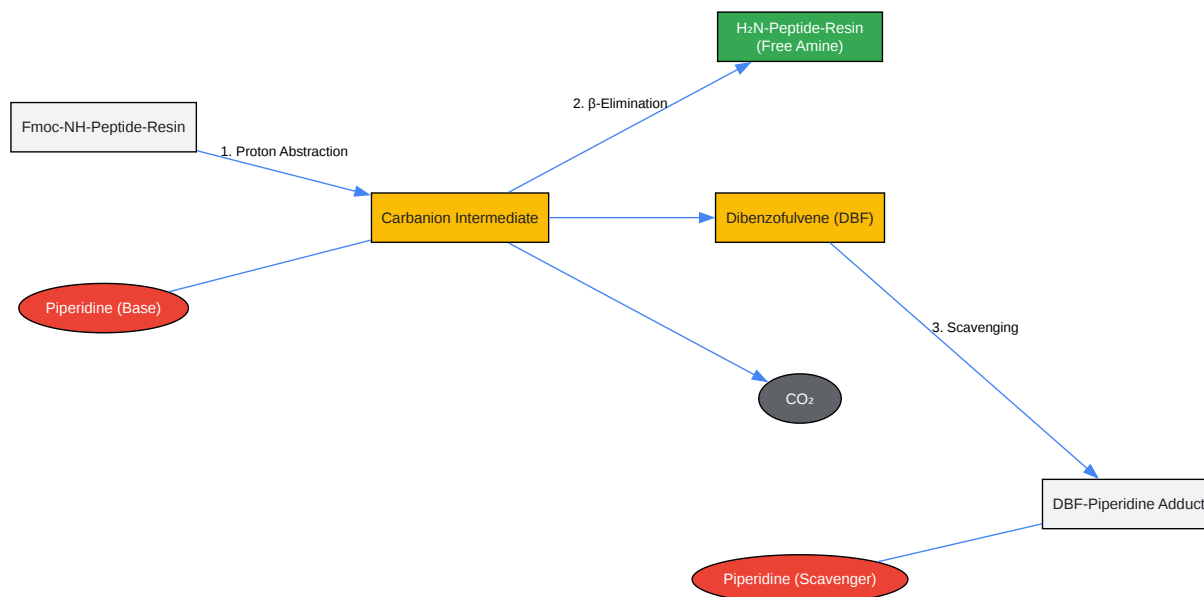 H₂N-Peptide-Resin
(Free Amine)
2. β-Elimination
Fmoc-NH-Peptide-Resin
1. Proton Abstraction
Carbanion Intermediate
Dibenzofulvene (DBF)
Piperidine (Base)
3. Scavenging
CO₂
DBF-Piperidine Adduct
Piperidine (Scavenger)